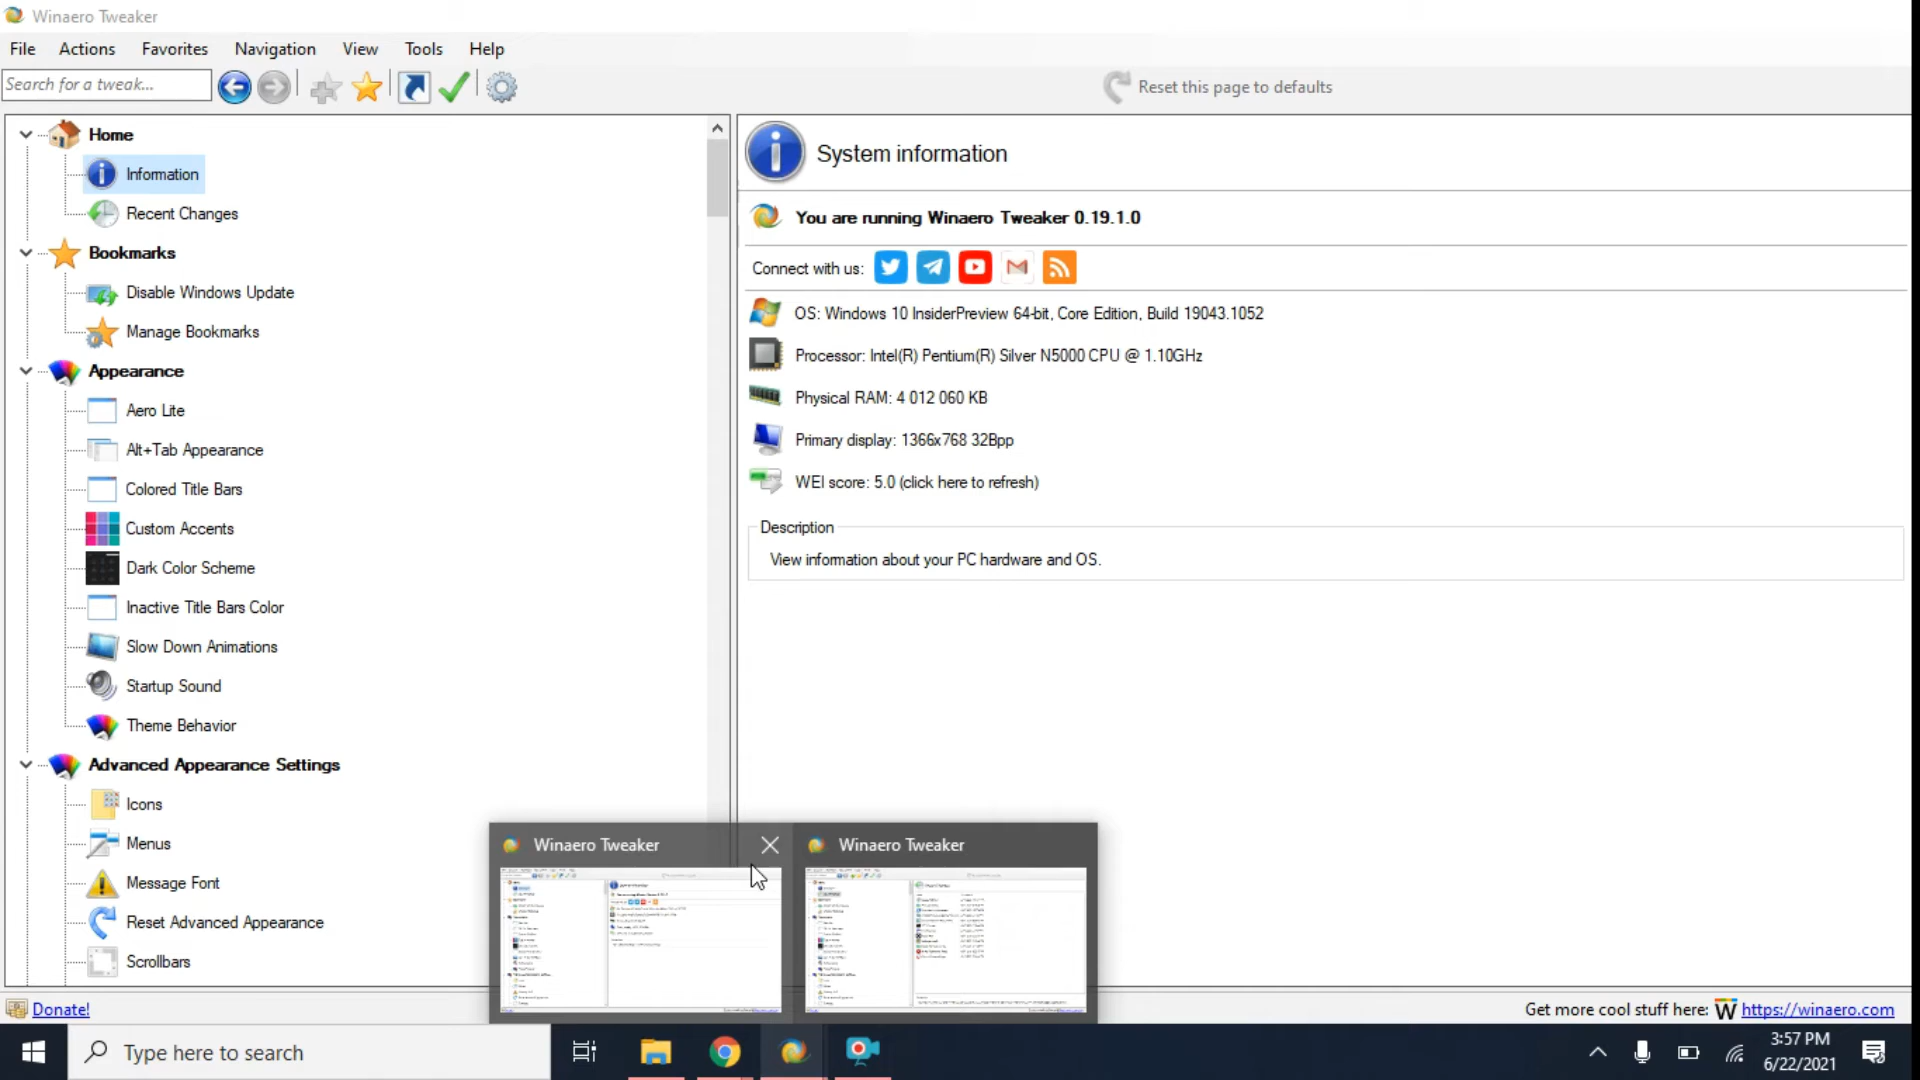 Winaero Tweaker
File Actions Favorites Navigation View Tools Help
Search for a tweak...
Reset this page to defaults
Home
Information
Recent Changes
Bookmarks
Disable Windows Update
Manage Bookmarks
Appearance
Aero Lite
Alt+Tab Appearance
Colored Title Bars
Custom Accents
Dark Color Scheme
Inactive Title Bars Color
Slow Down Animations
Startup Sound
Theme Behavior
Advanced Appearance Settings
Icons
Menus
Message Font
Reset Advanced Appearance
Scrollbars
System information
You are running Winaero Tweaker 0.19.1.0
Connect with us:
OS: Windows 10 InsiderPreview 64-bit, Core Edition, Build 19043.1052
Processor: Intel(R) Pentium(R) Silver N5000 CPU @ 1.10GHz
Physical RAM: 4 012 060 KB
Primary display: 1366x768 32Bpp
WEI score: 5.0 (click here to refresh)
Description
View information about your PC hardware and OS.
Winaero Tweaker
Winaero Tweaker
Donate!
Get more cool stuff here: W https://winaero.com
Type here to search
3:57 PM
6/22/2021